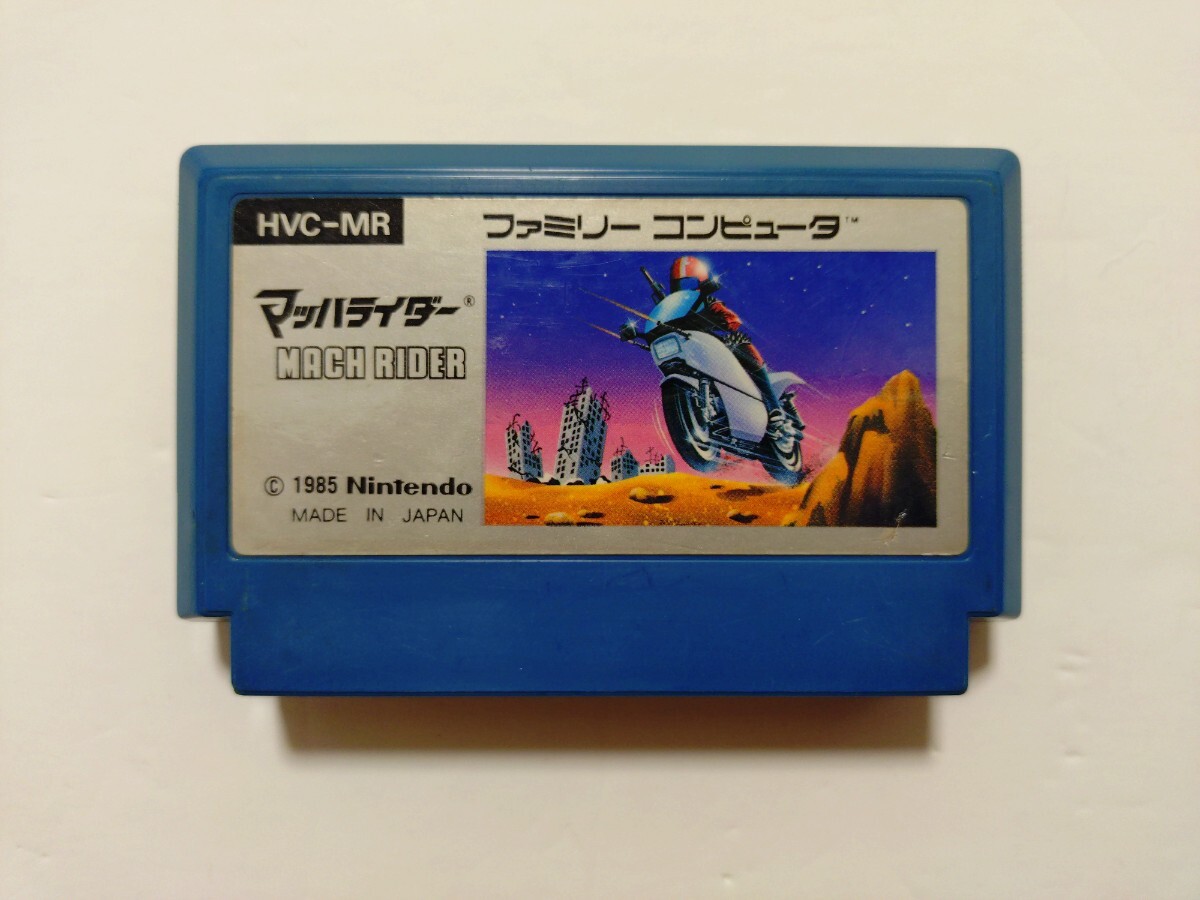 HVC-MR
ファミリー コンピュータ™
マッハライダー®
MACH RIDER
© 1985 Nintendo
MADE IN JAPAN